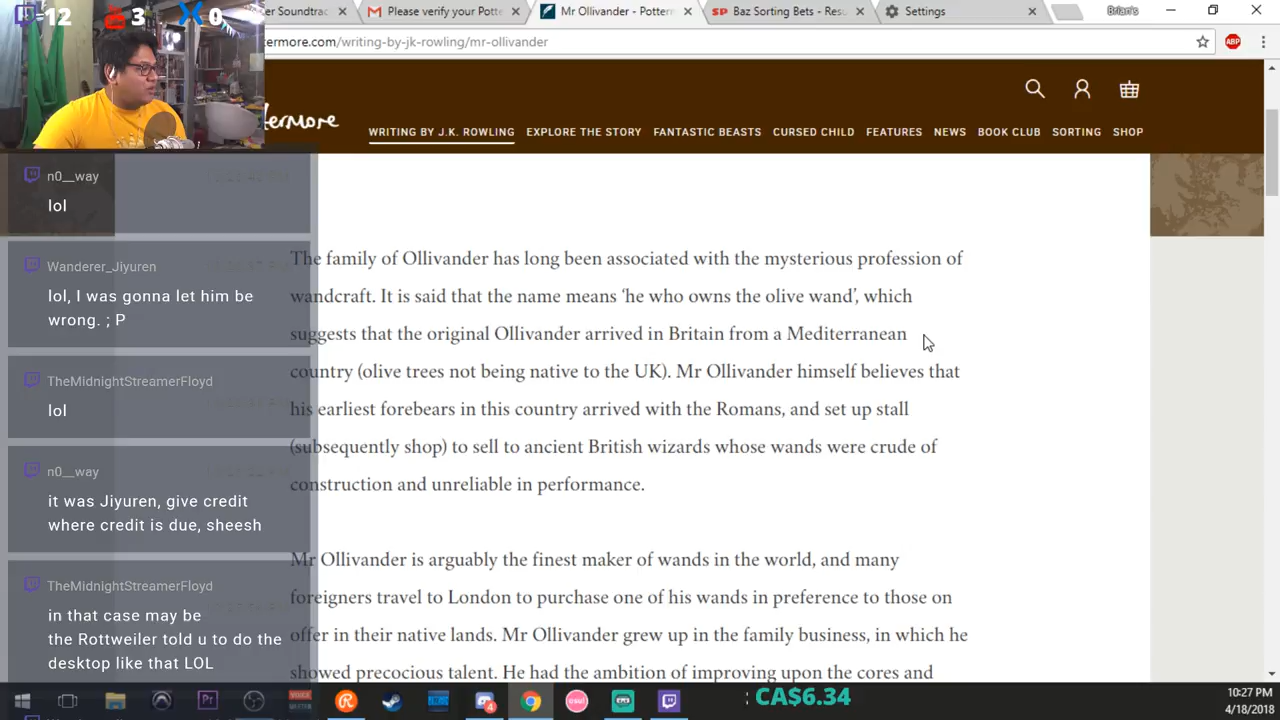 12 3 0,
er Soundtrac
Please verify your Potter
Mr Ollivander - Potterm
Baz Sorting Bets - Resu
Settings
Brian's
ermore.com/writing-by-jk-rowling/mr-ollivander
ABP
termore
WRITING BY J.K. ROWLING EXPLORE THE STORY FANTASTIC BEASTS CURSED CHILD FEATURES NEWS BOOK CLUB SORTING SHOP
n0__way
lol
Wanderer_Jiyuren
lol, I was gonna let him be
wrong. ; P
TheMidnightStreamerFloyd
lol
n0__way
it was Jiyuren, give credit
where credit is due, sheesh
TheMidnightStreamerFloyd
in that case may be
the Rottweiler told u to do the
desktop like that LOL
The family of Ollivander has long been associated with the mysterious profession of
wandcraft. It is said that the name means ‘he who owns the olive wand’, which
suggests that the original Ollivander arrived in Britain from a Mediterranean
country (olive trees not being native to the UK). Mr Ollivander himself believes that
his earliest forebears in this country arrived with the Romans, and set up stall
(subsequently shop) to sell to ancient British wizards whose wands were crude of
construction and unreliable in performance.
Mr Ollivander is arguably the finest maker of wands in the world, and many
foreigners travel to London to purchase one of his wands in preference to those on
offer in their native lands. Mr Ollivander grew up in the family business, in which he
showed precocious talent. He had the ambition of improving upon the cores and
Pr
osu!
: CA$6.34
10:27 PM
4/18/2018